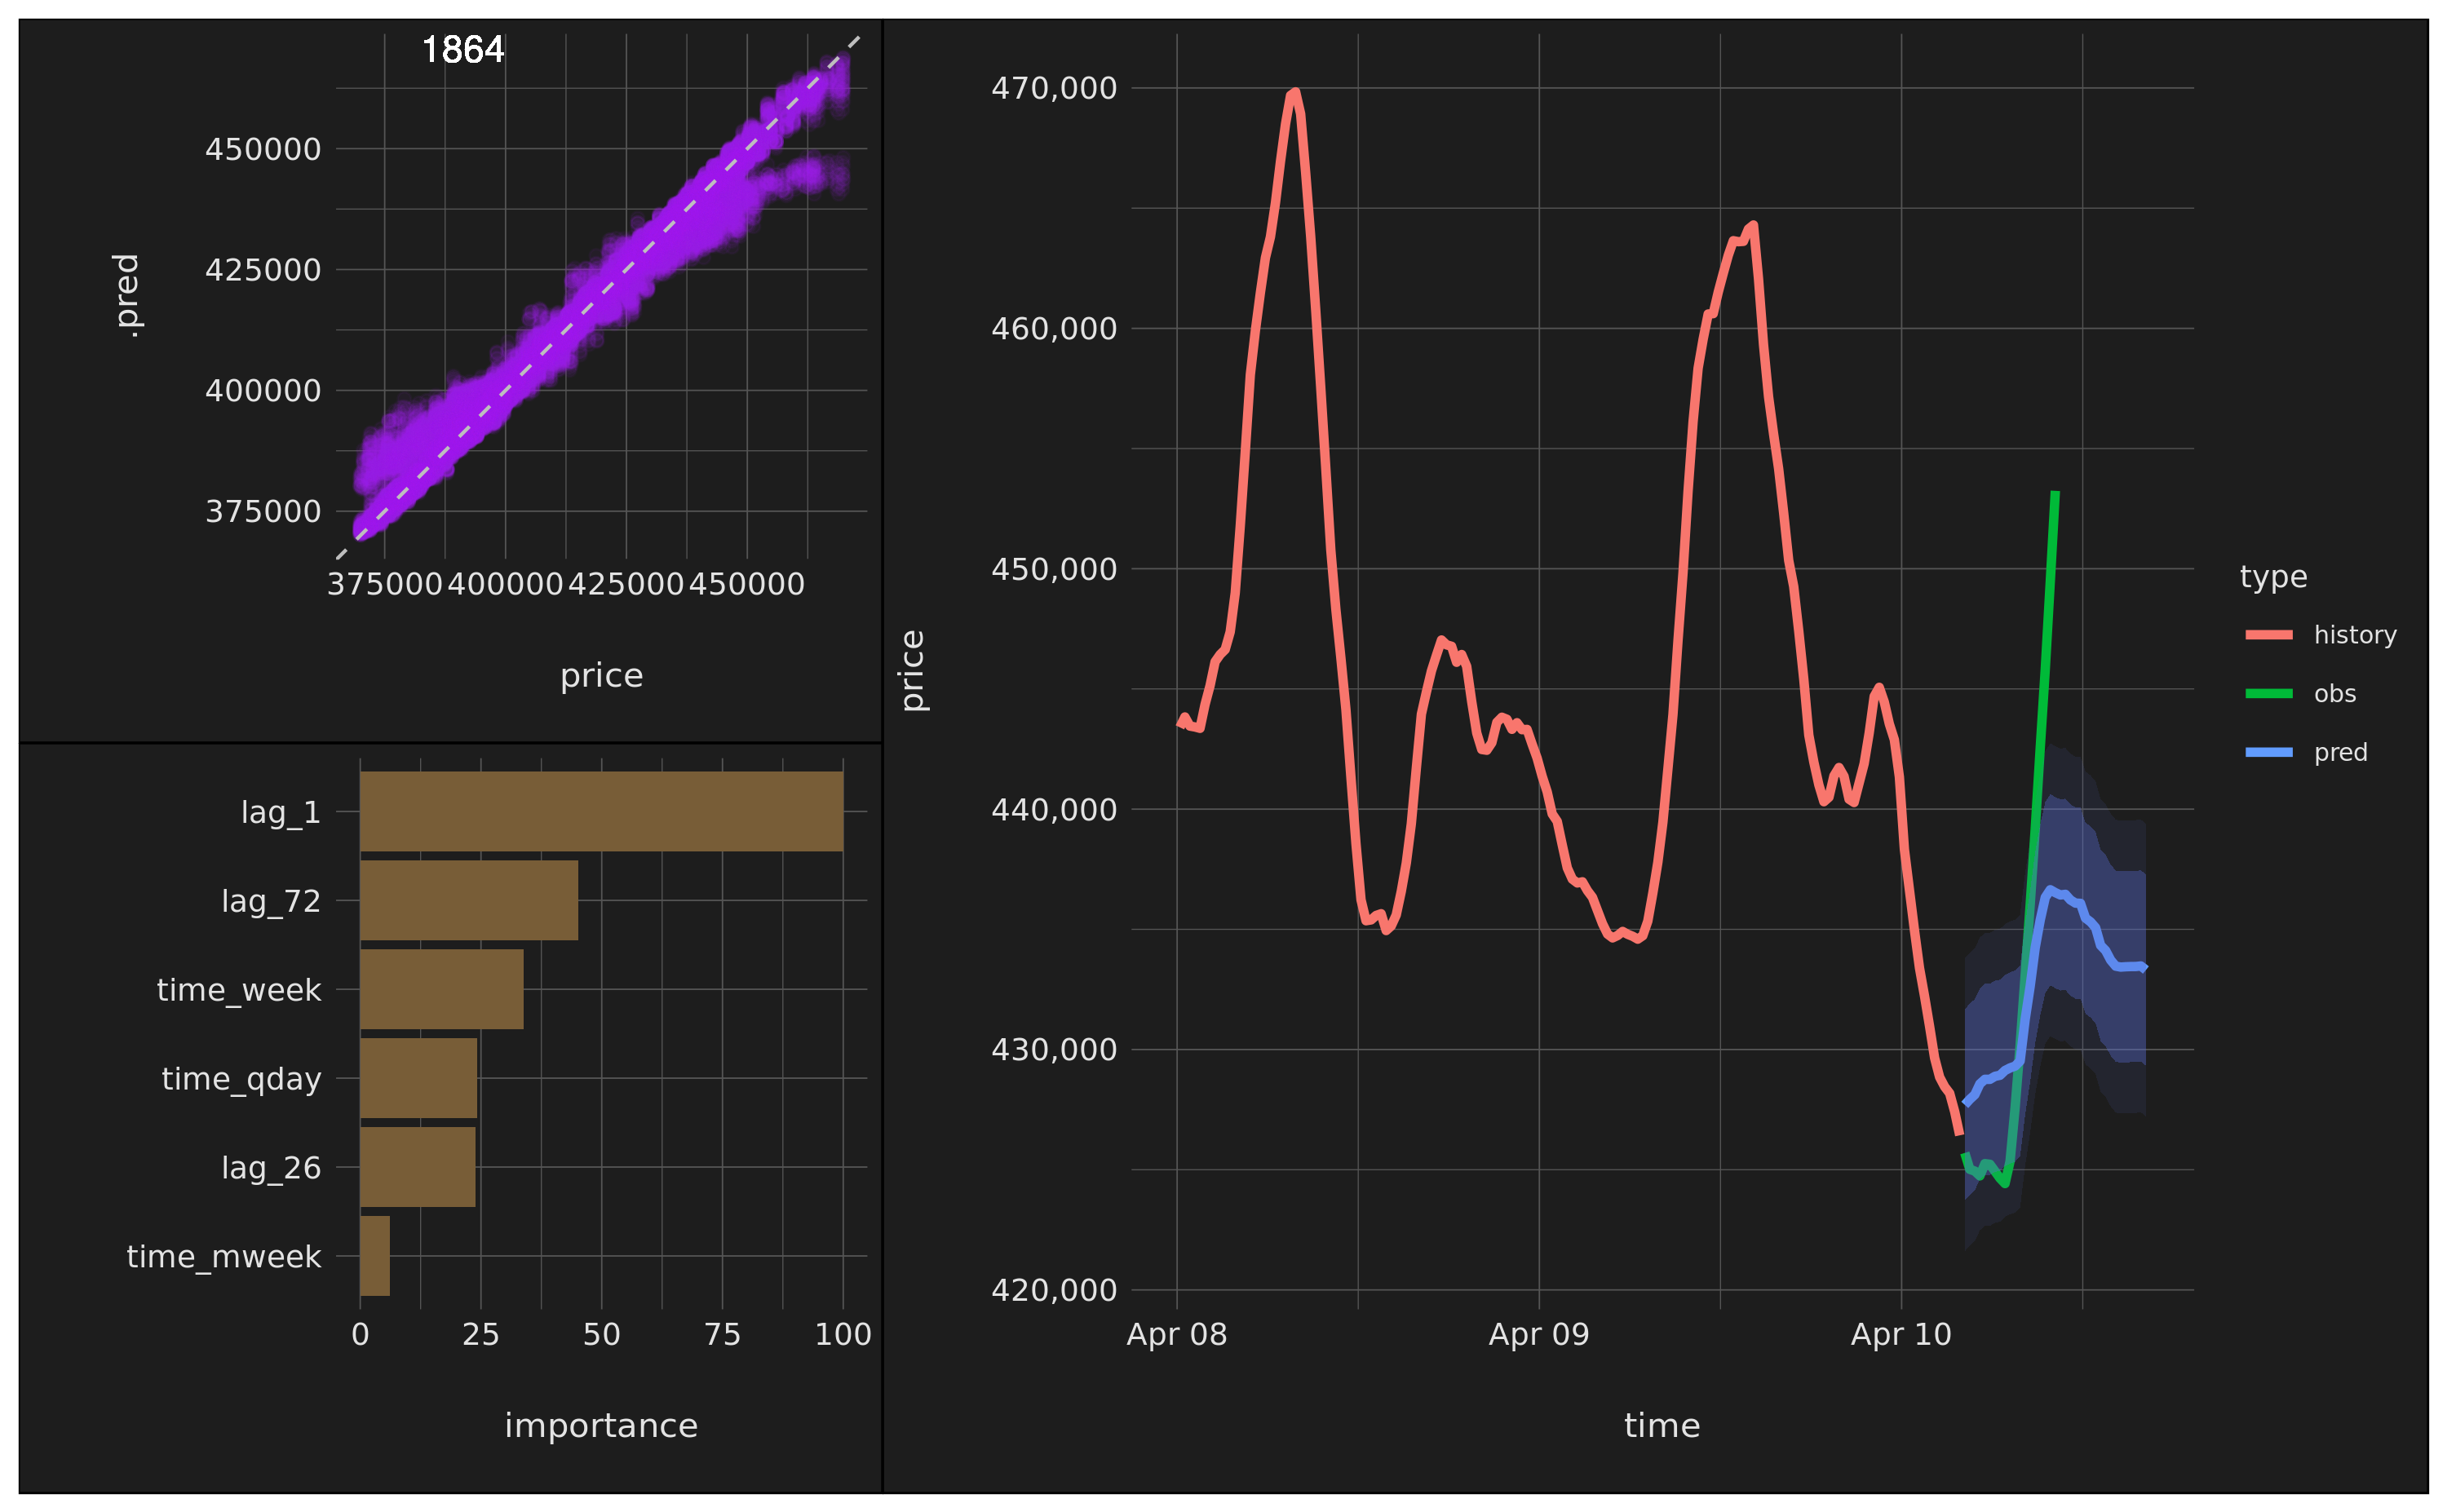 1864
.pred
450000
425000
400000
375000
375000 400000 425000 450000
price
lag_1
lag_72
time_week
time_qday
lag_26
time_mweek
0 25 50 75 100
importance
price
470,000
460,000
450,000
440,000
430,000
420,000
Apr 08 Apr 09 Apr 10
time
type
history
obs
pred